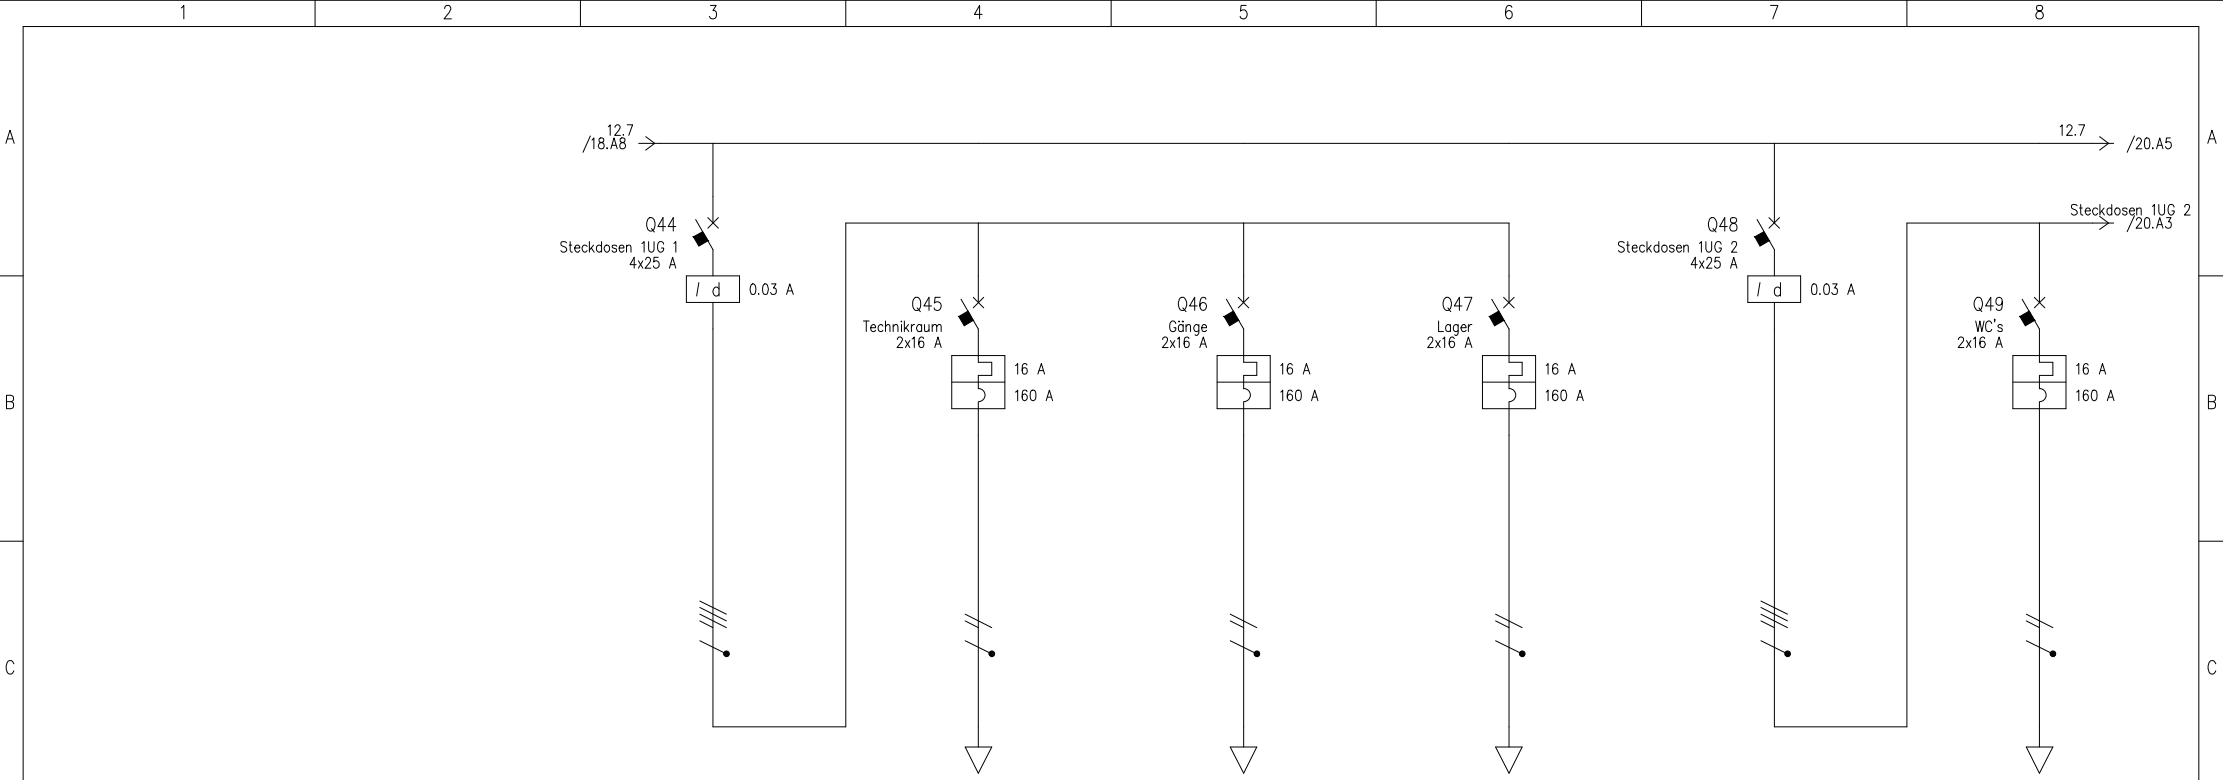 1 2 3 4 5 6 7 8
A A
12.7
/18.A8
12.7
/20.A5
Steckdosen 1UG 2
/20.A3
Q44
Steckdosen 1UG 1
4x25 A
I d 0.03 A
Q48
Steckdosen 1UG 2
4x25 A
I d 0.03 A
Q45
Technikraum
2x16 A
16 A
160 A
Q46
Gänge
2x16 A
16 A
160 A
Q47
Lager
2x16 A
16 A
160 A
Q49
WC's
2x16 A
16 A
160 A
B B
C C